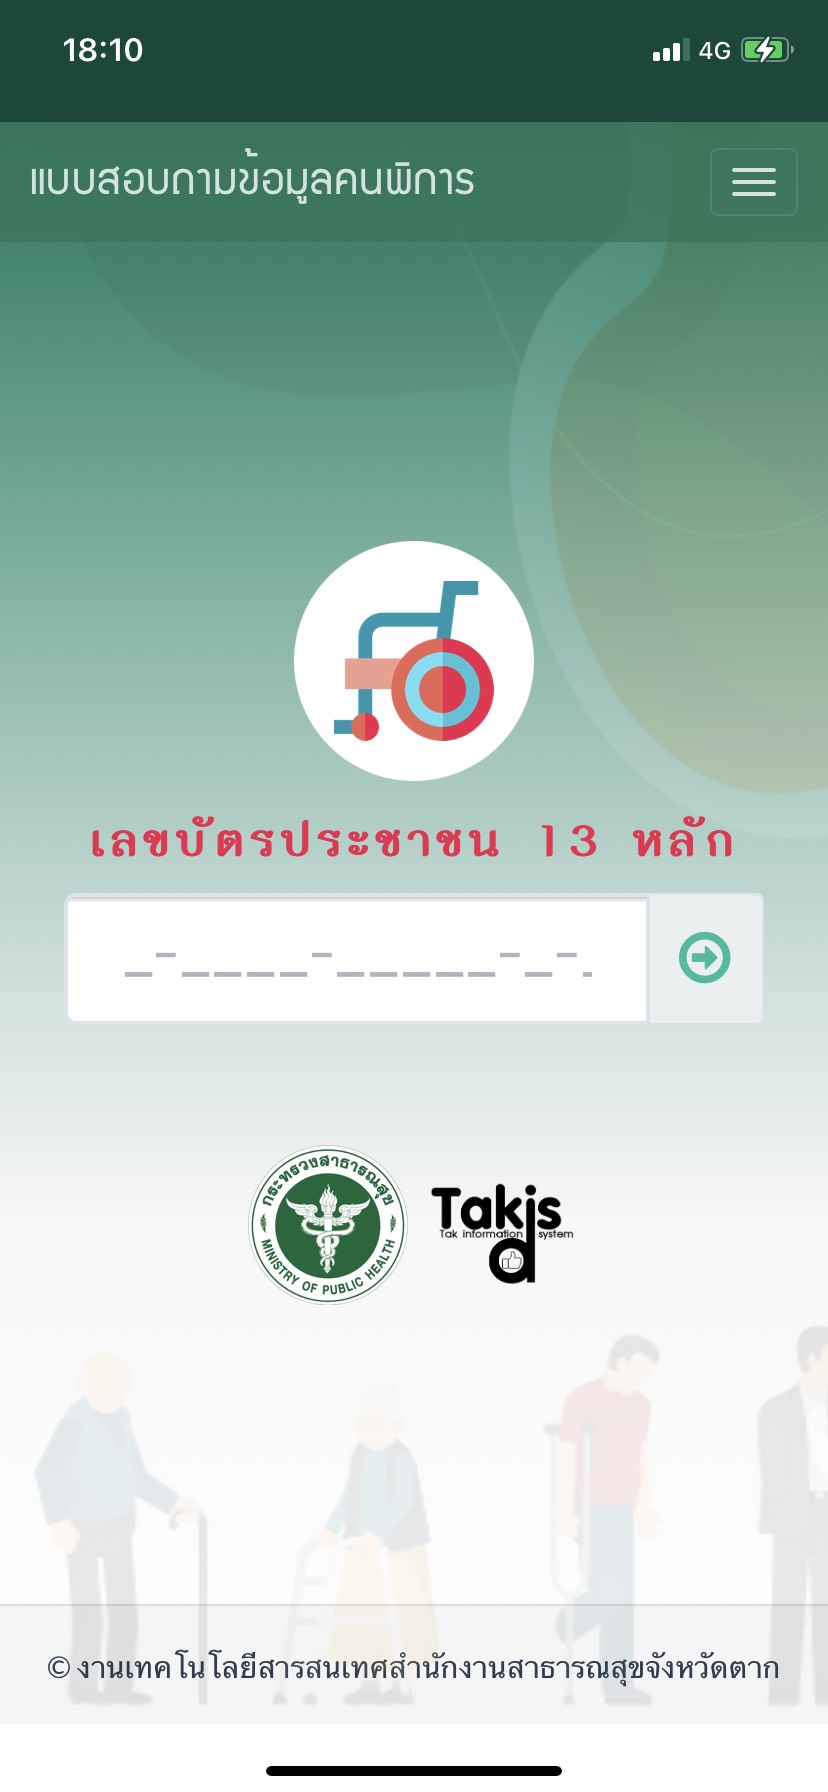 18:10
4G
แบบสอบถามข้อมูลคนพิการ
เลขบัตรประชาชน 13 หลัก
_-____-_____-_-.
กระทรวงสาธารณสุข
MINISTRY OF PUBLIC HEALTH
Takis
Tak information system
d
© งานเทคโนโลยีสารสนเทศสำนักงานสาธารณสุขจังหวัดตาก